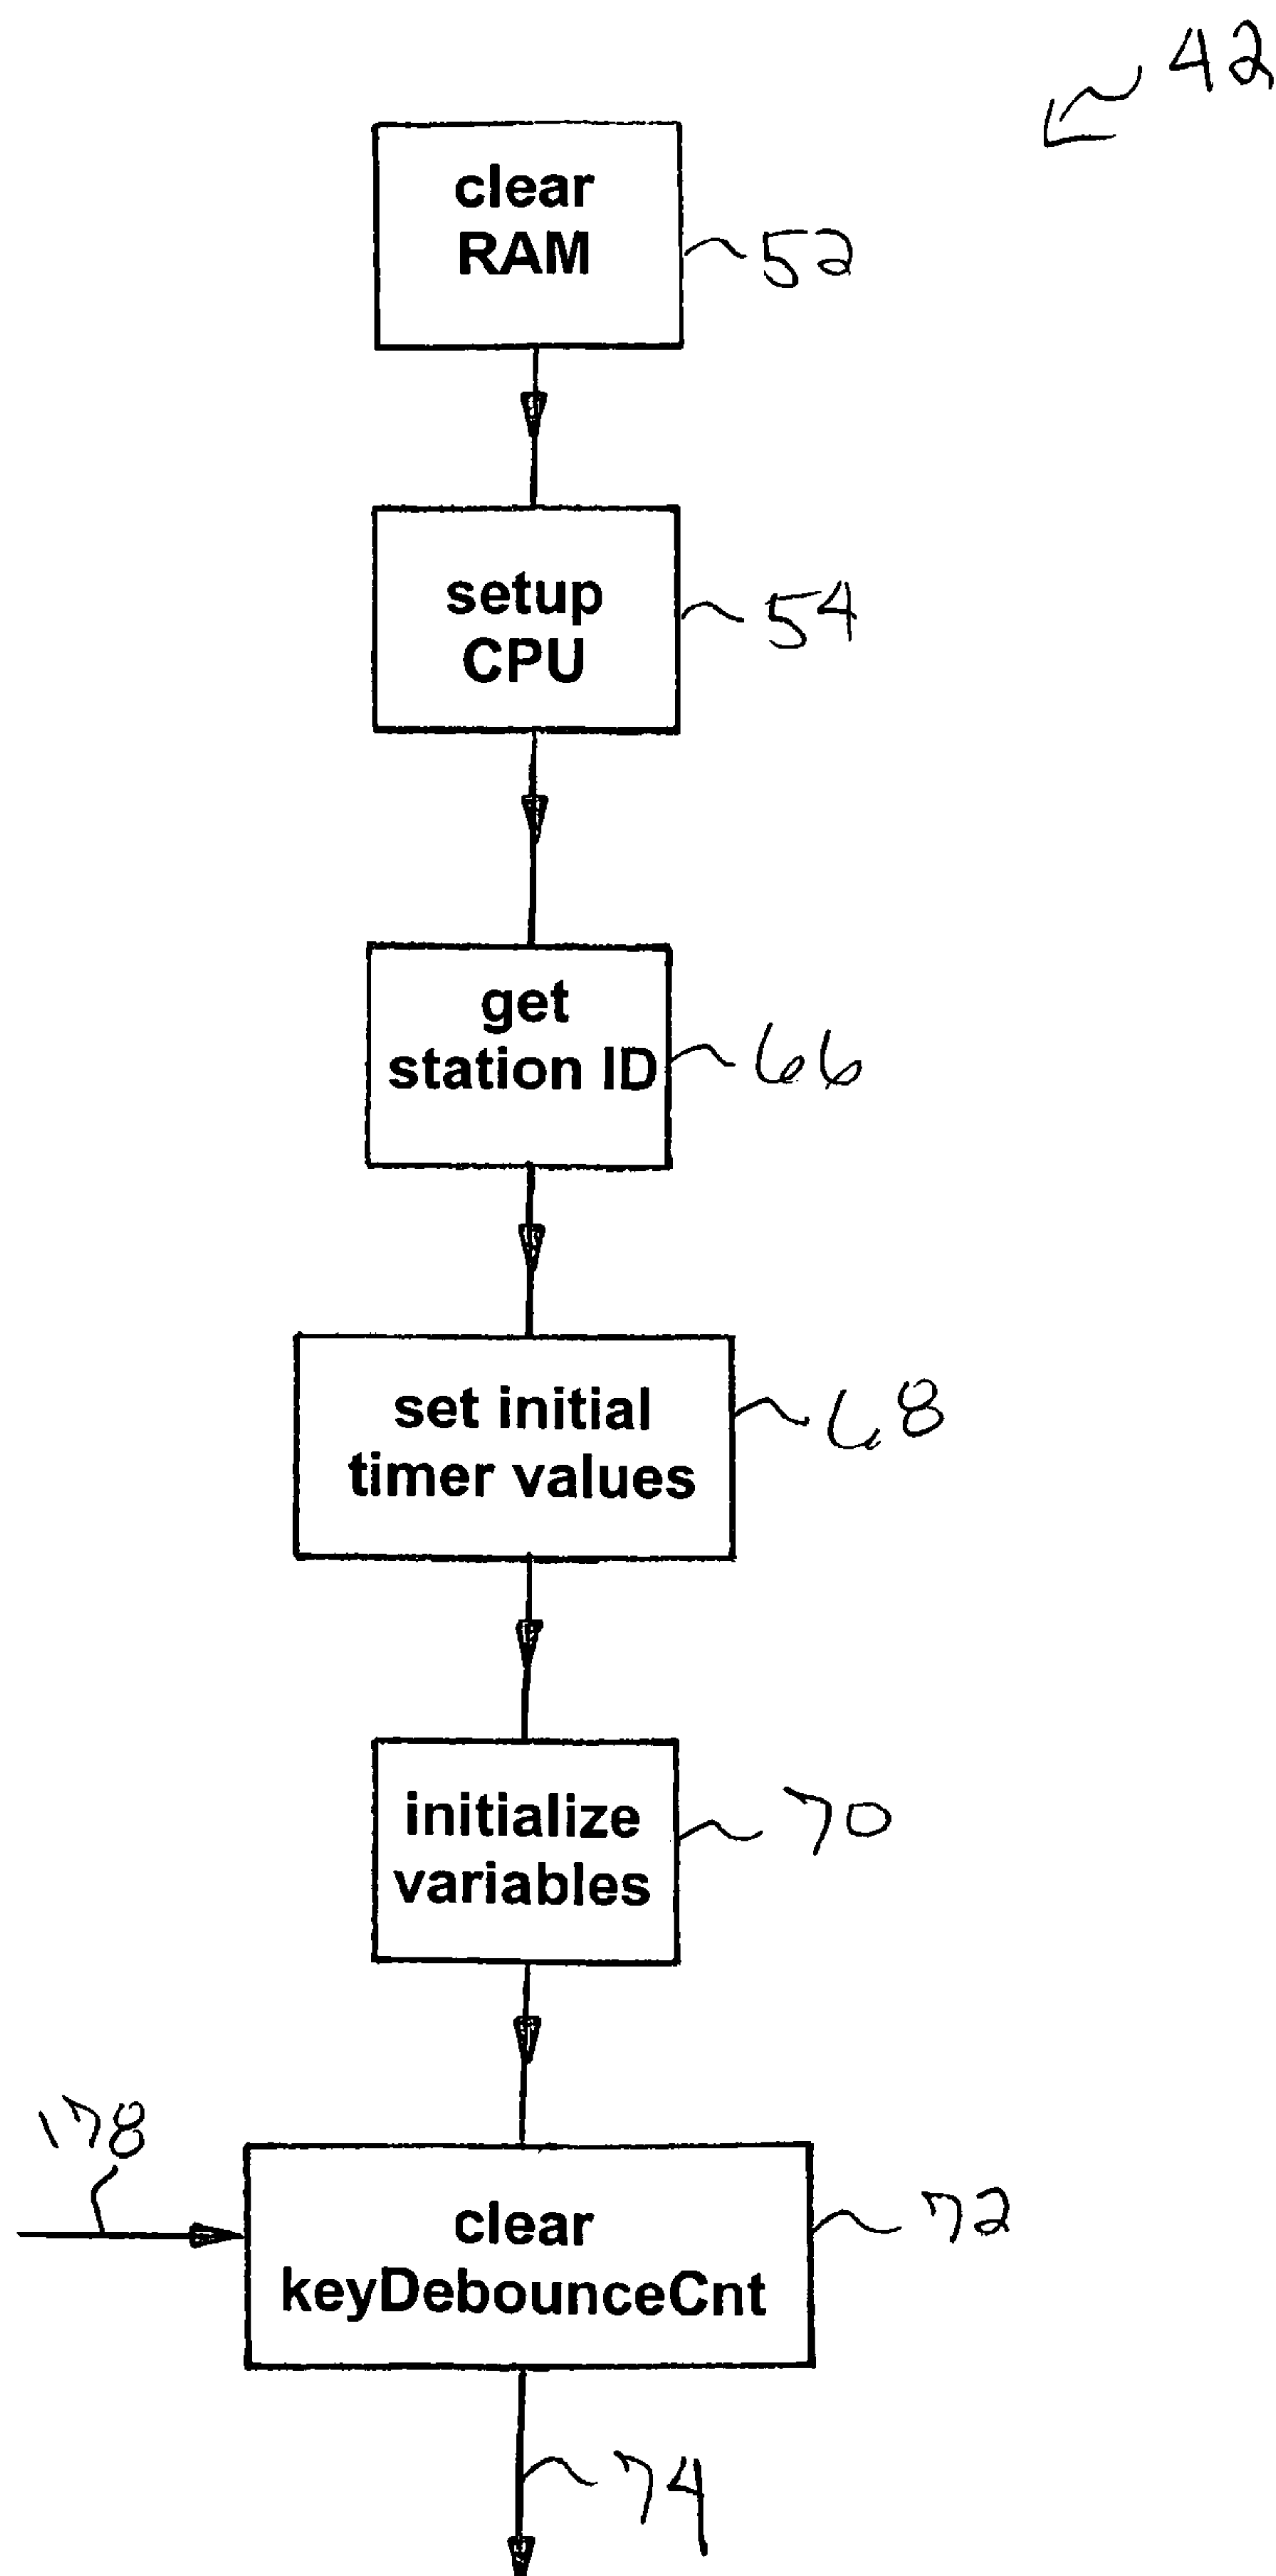 42
clear
RAM
52
setup
CPU
54
get
station ID
66
set initial
timer values
68
initialize
variables
70
178
clear
keyDebounceCnt
72
74